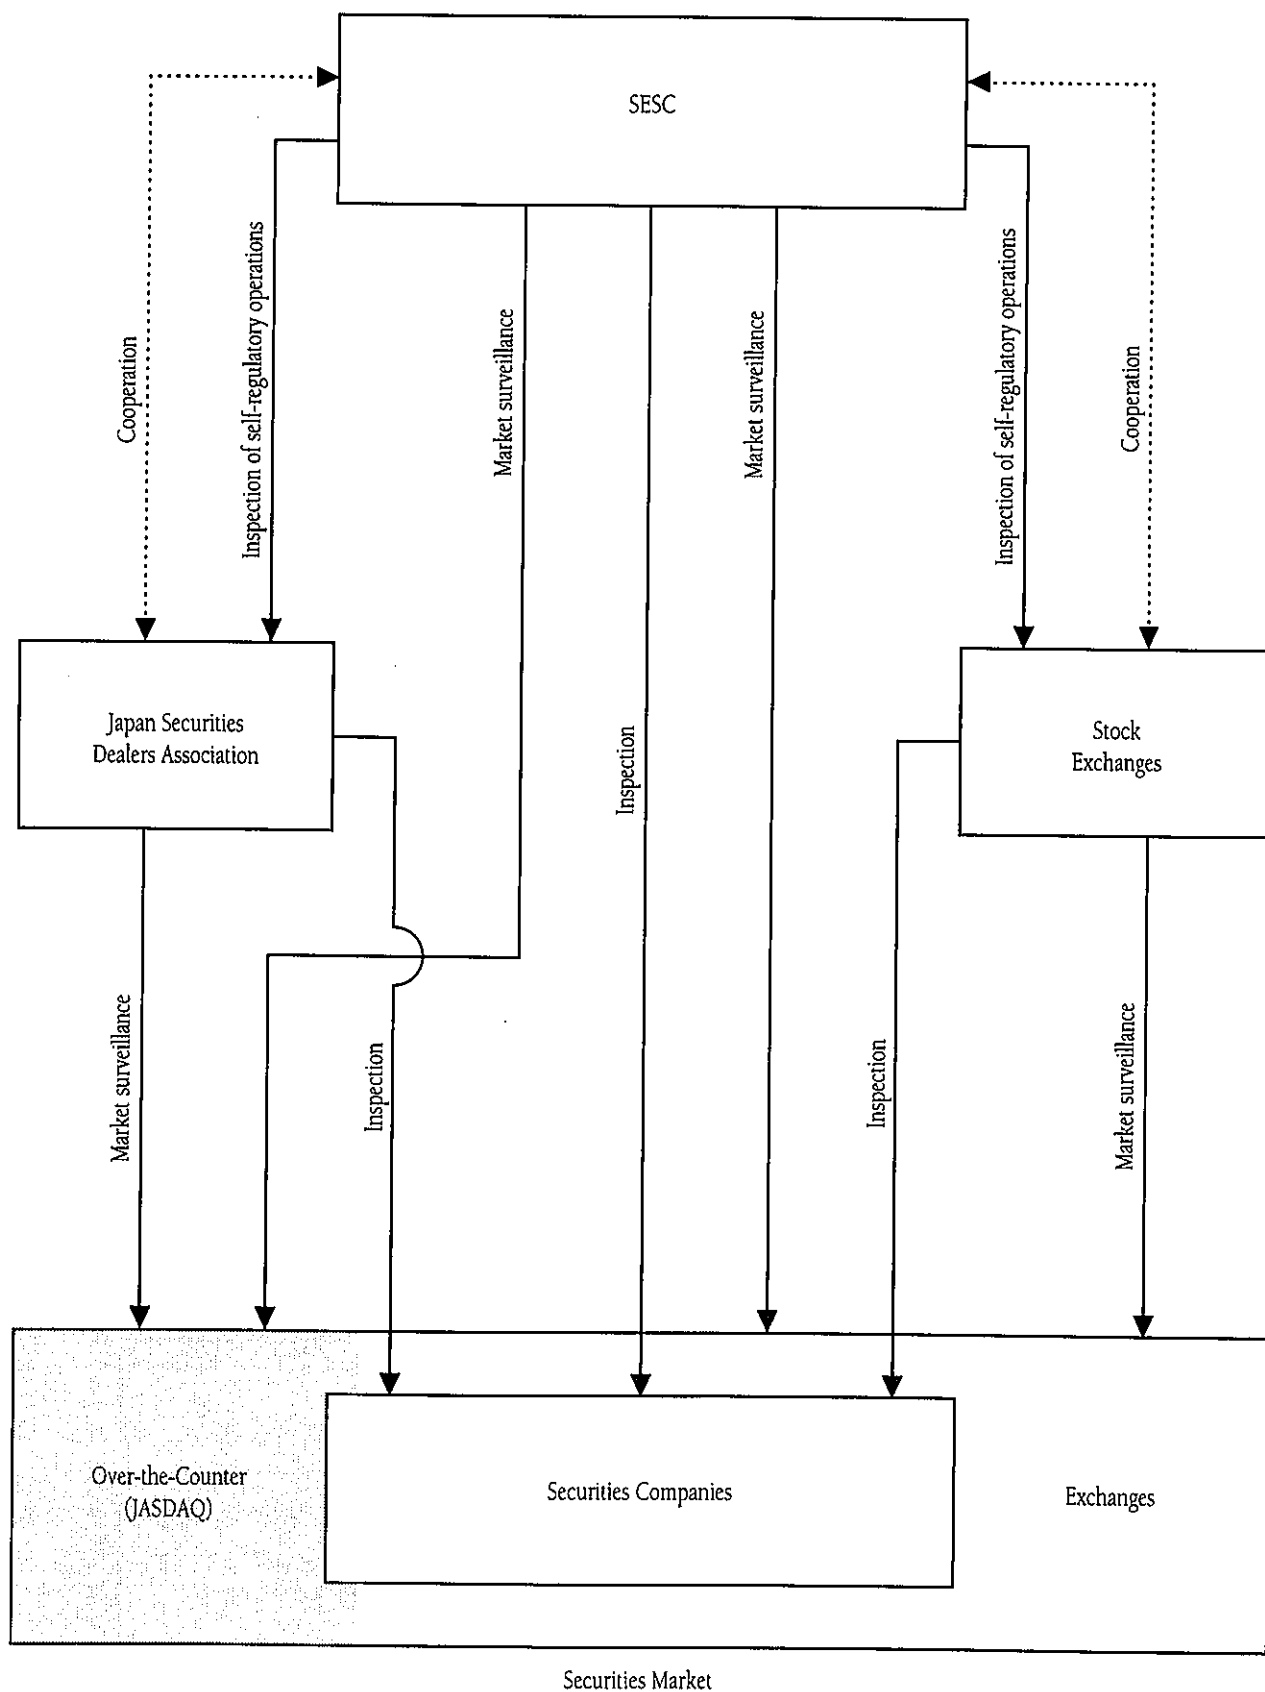 SESC
Cooperation
Inspection of self-regulatory operations
Market surveillance
Market surveillance
Inspection of self-regulatory operations
Cooperation
Japan Securities
Dealers Association
Inspection
Stock
Exchanges
Market surveillance
Inspection
Inspection
Market surveillance
Over-the-Counter
(JASDAQ)
Securities Companies
Exchanges
Securities Market